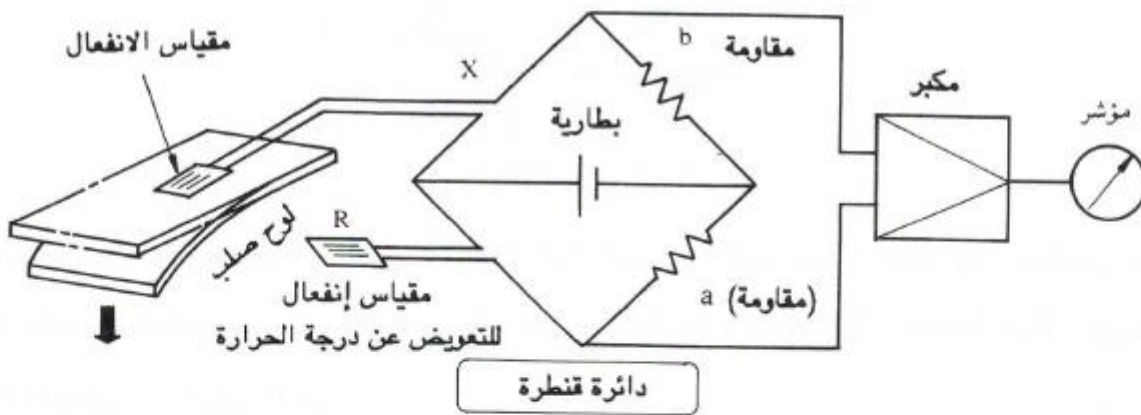 مقياس الانفعال
X
b
مقاومة
مكبر
مؤشر
بطارية
لوح صلب
R
مقياس إنفعال
للتعويض عن درجة الحرارة
a (مقاومة)
دائرة قنطرة